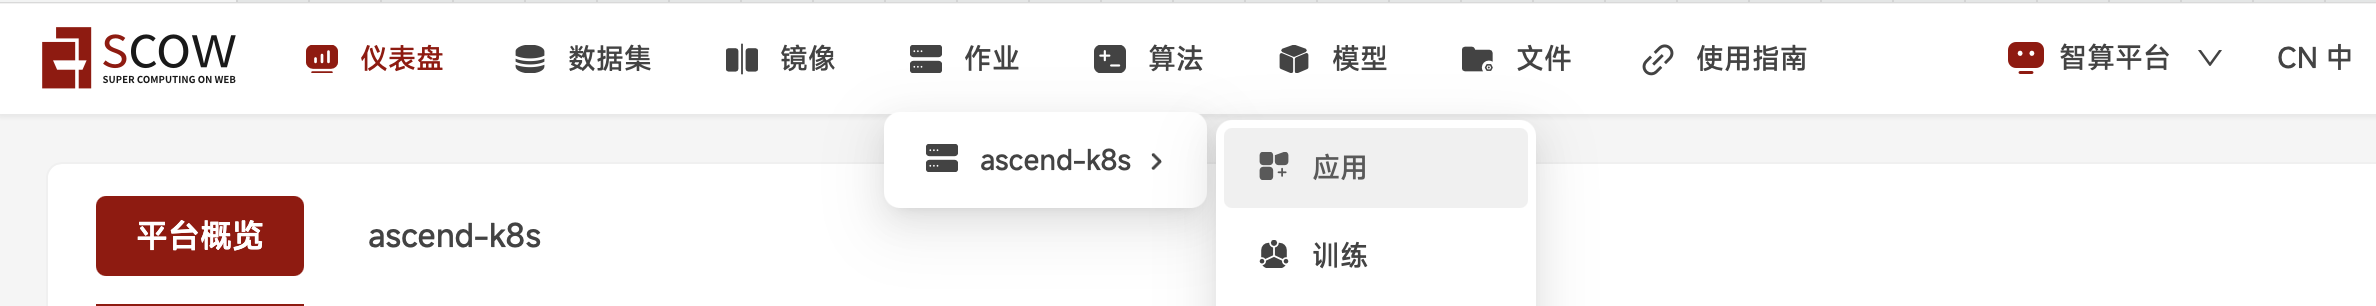 SCOW
SUPER COMPUTING ON WEB
仪表盘 数据集 镜像 作业 算法 模型 文件 使用指南 智算平台 CN 中
ascend-k8s
应用
训练
平台概览 ascend-k8s